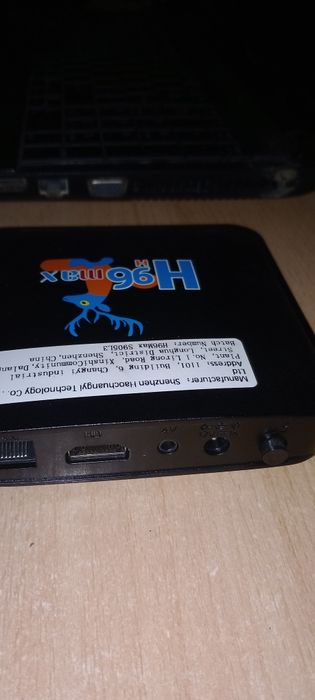 Manufacturer: Shenzhen Haochuangyi Technology Co.,
Ltd
Address: 1101, Building 6, Changyi industrial
Plant, No.1 Lirong Road, XinshiCommunity, Dalang
Street, Longhua District, Shenzhen, China
Batch Number: H96Max S905L3
H96max
H
AV